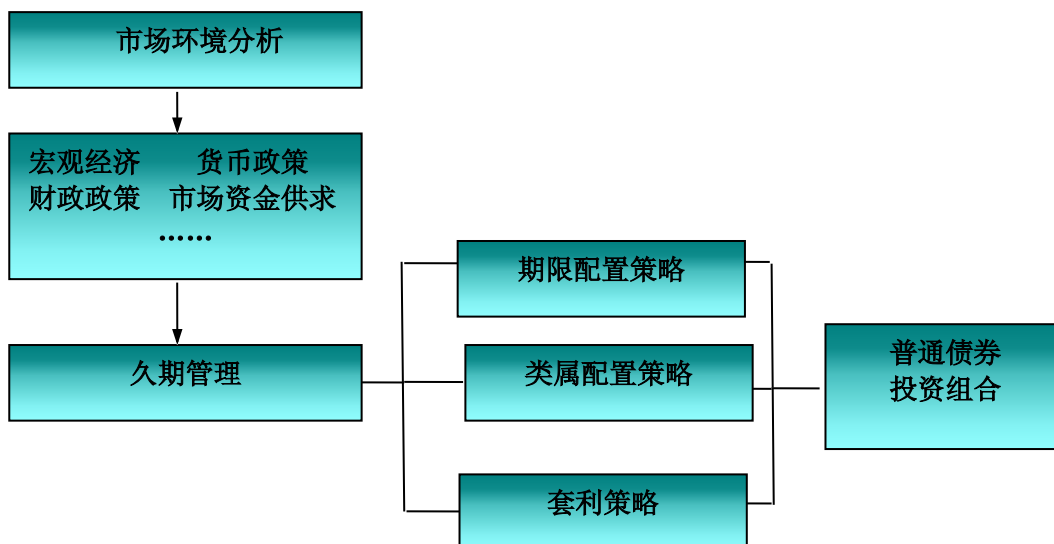 市场环境分析
宏观经济 货币政策
财政政策 市场资金供求
……
久期管理
期限配置策略
类属配置策略
套利策略
普通债券
投资组合